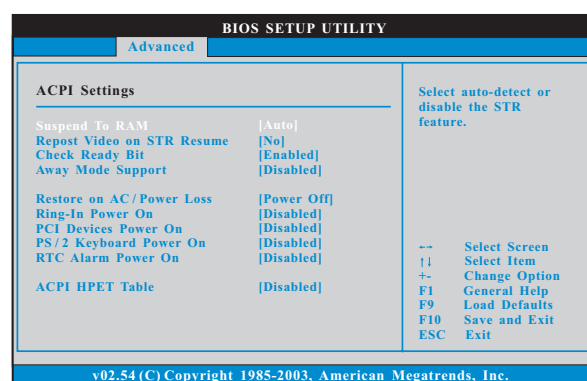 BIOS SETUP UTILITY
Advanced
ACPI Settings
Suspend To RAM [Auto]
Repost Video on STR Resume [No]
Check Ready Bit [Enabled]
Away Mode Support [Disabled]
Restore on AC / Power Loss [Power Off]
Ring-In Power On [Disabled]
PCI Devices Power On [Disabled]
PS / 2 Keyboard Power On [Disabled]
RTC Alarm Power On [Disabled]
ACPI HPET Table [Disabled]
Select auto-detect or
disable the STR
feature.
←→ Select Screen
↑↓ Select Item
+- Change Option
F1 General Help
F9 Load Defaults
F10 Save and Exit
ESC Exit
v02.54 (C) Copyright 1985-2003, American Megatrends, Inc.